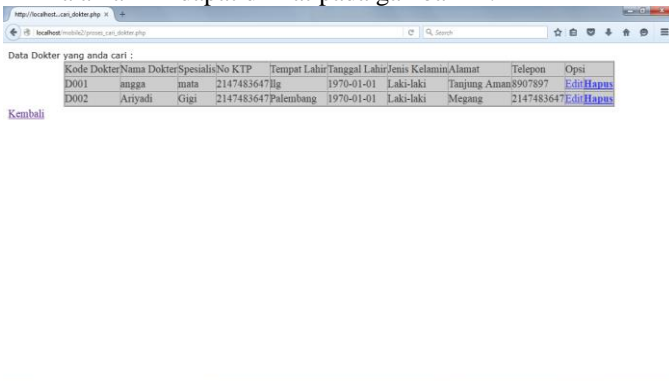 http://localhost...cari_dokter.php × +
localhost/mobile2/proses_cari_dokter.php Search
Data Dokter yang anda cari :
Kode Dokter Nama Dokter Spesialis No KTP Tempat Lahir Tanggal Lahir Jenis Kelamin Alamat Telepon Opsi
D001 angga mata 2147483647 llg 1970-01-01 Laki-laki Tanjung Aman 8907897 Edit Hapus
D002 Ariyadi Gigi 2147483647 Palembang 1970-01-01 Laki-laki Megang 2147483647 Edit Hapus
Kembali